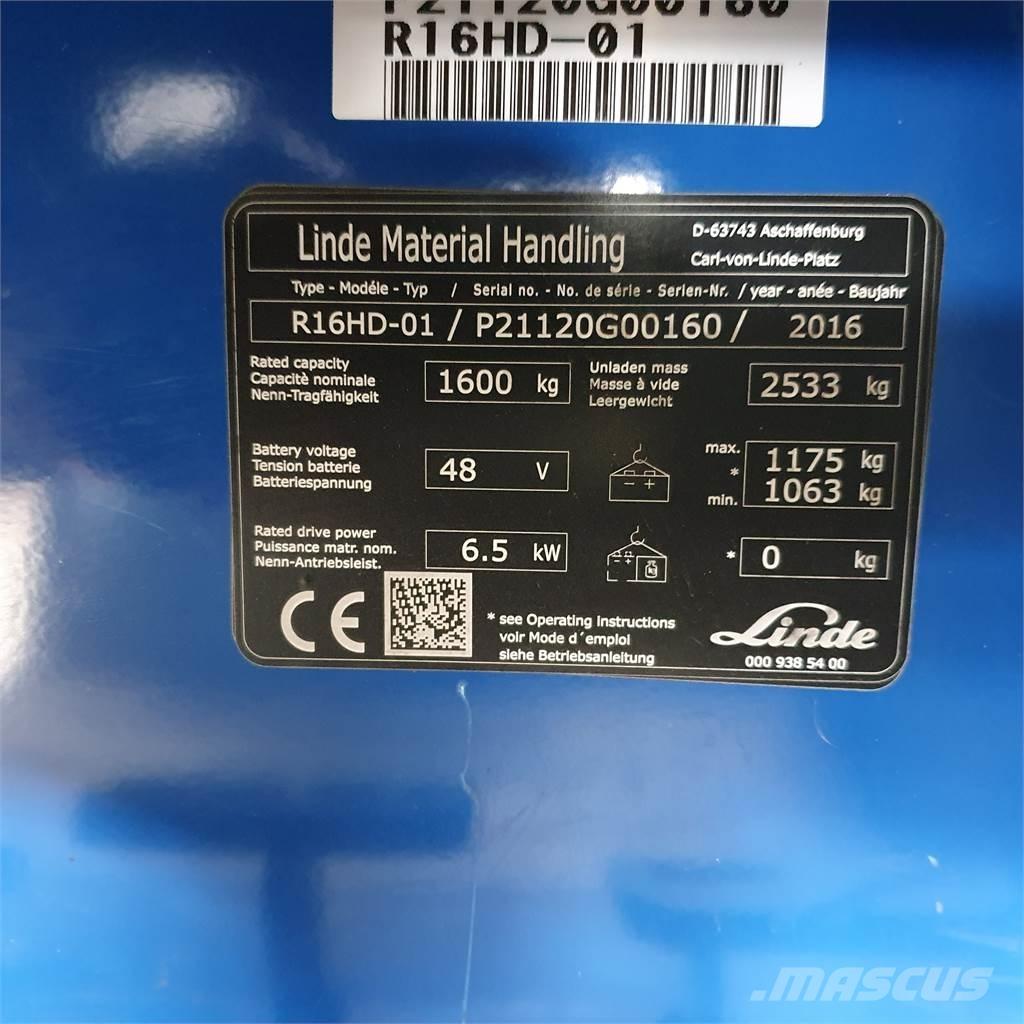 P21120G00160
R16HD-01
Linde Material Handling
D-63743 Aschaffenburg
Carl-von-Linde-Platz
Type - Modéle - Typ / Serial no. - No. de série - Serien-Nr. / year - anée - Baujahr
R16HD-01 / P21120G00160 / 2016
Rated capacity
Capacitè nominale
Nenn-Tragfähigkeit
1600 kg
Unladen mass
Masse à vide
Leergewicht
2533 kg
Battery voltage
Tension batterie
Batteriespannung
48 V
max. 1175 kg
*
min. 1063 kg
Rated drive power
Puissance matr. nom.
Nenn-Antriebsleist.
6.5 kW
* 0 kg
CE
* see Operating instructions
voir Mode d´emploi
siehe Betriebsanleitung
Linde
000 938 54 00
.MASCUS